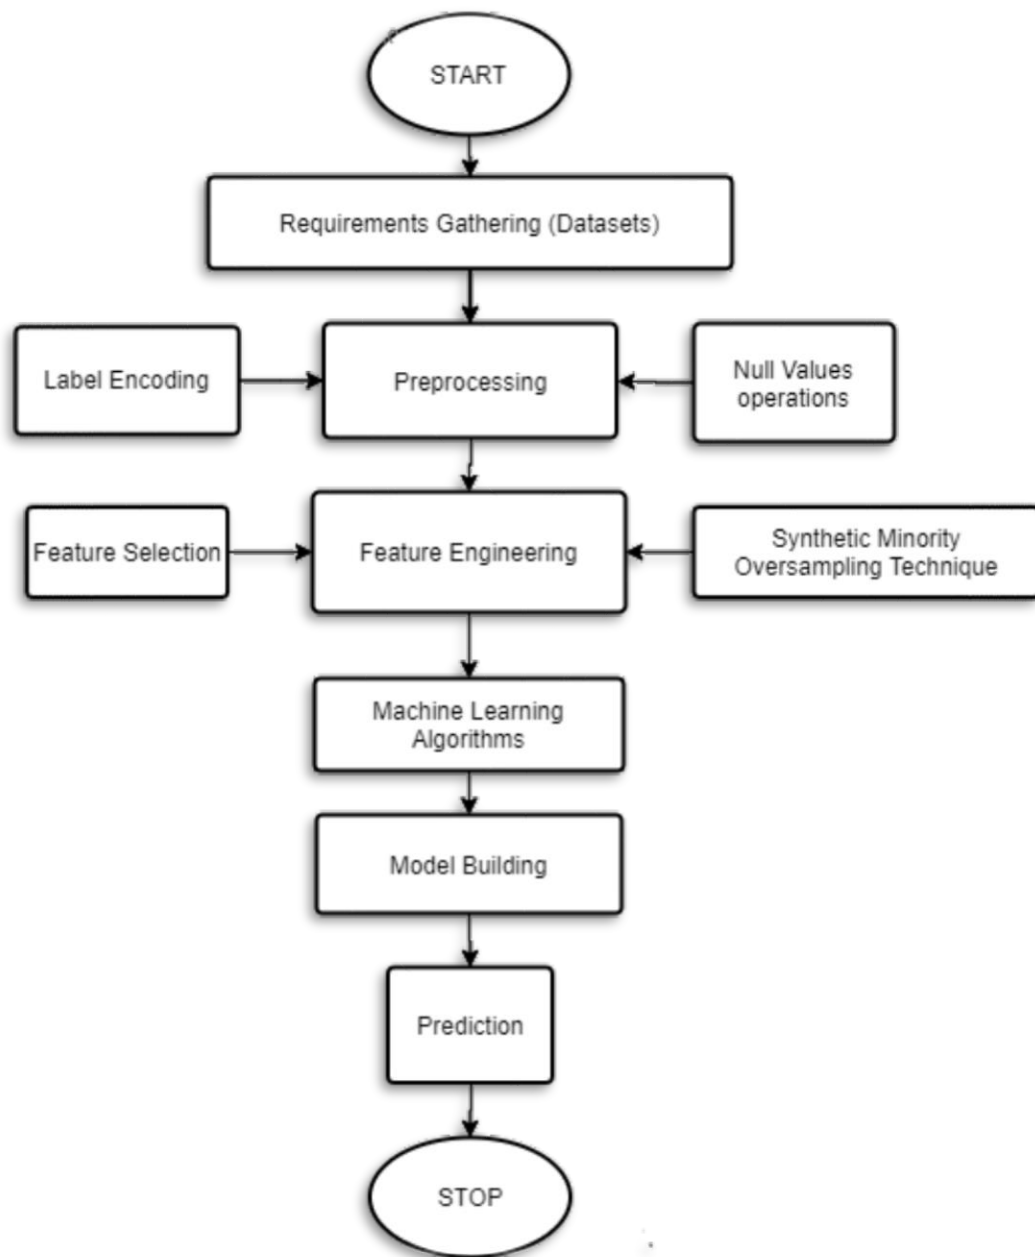 START
Requirements Gathering (Datasets)
Label Encoding
Preprocessing
Null Values
operations
Feature Selection
Feature Engineering
Synthetic Minority
Oversampling Technique
Machine Learning
Algorithms
Model Building
Prediction
STOP